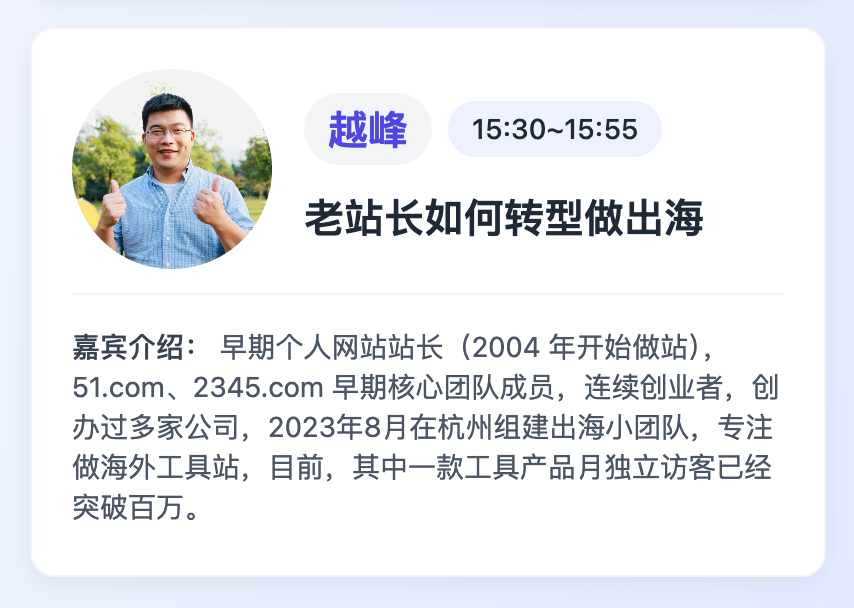 越峰
15:30~15:55
老站长如何转型做出海
嘉宾介绍： 早期个人网站站长（2004 年开始做站），
51.com、2345.com 早期核心团队成员，连续创业者，创
办过多家公司，2023年8月在杭州组建出海小团队，专注
做海外工具站，目前，其中一款工具产品月独立访客已经
突破百万。